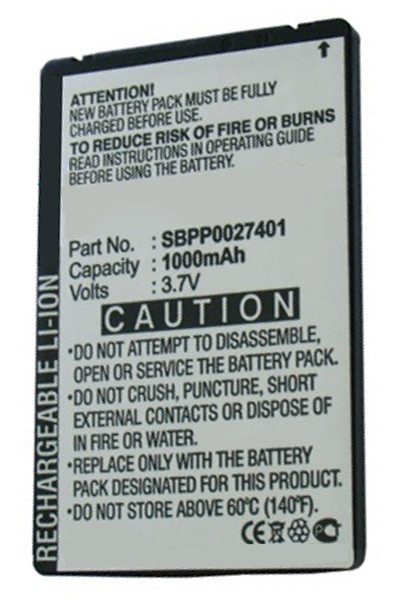 ATTENTION!
NEW BATTERY PACK MUST BE FULLY
CHARGED BEFORE USE.
TO REDUCE RISK OF FIRE OR BURNS
READ INSTRUCTIONS IN OPERATING GUIDE
BEFORE USING THE BATTERY.
Part No. : SBPP0027401
Capacity : 1000mAh
Volts : 3.7V
CAUTION
•DO NOT ATTEMPT TO DISASSEMBLE,
OPEN OR SERVICE THE BATTERY PACK.
•DO NOT CRUSH, PUNCTURE, SHORT
EXTERNAL CONTACTS OR DISPOSE OF
IN FIRE OR WATER.
•REPLACE ONLY WITH THE BATTERY
PACK DESIGNATED FOR THIS PHONE.
•DO NOT STORE ABOVE 60°C (140°F).
CE
RECHARGEABLE LI-ION